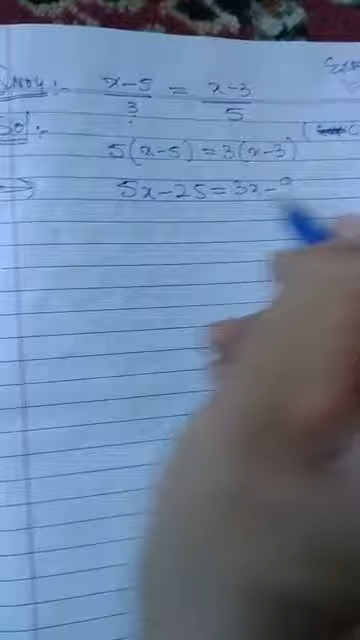 x-5/3 = x-3/5
Sol:-
5(x-5) = 3(x-3)
⇒ 5x-25 = 3x-9